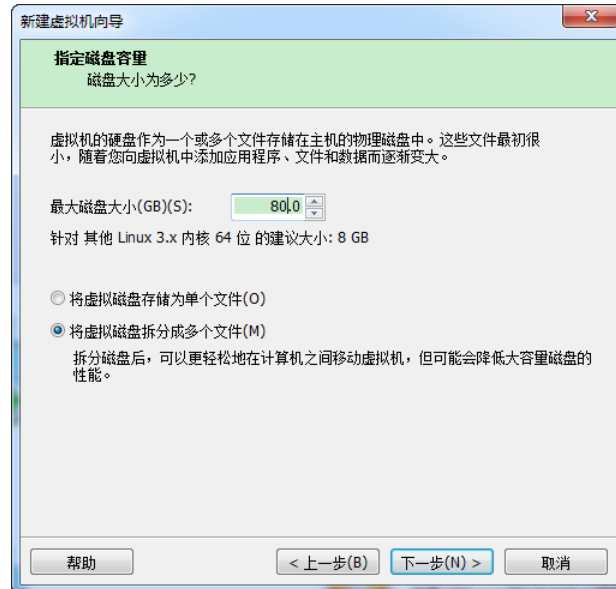 新建虚拟机向导
指定磁盘容量
磁盘大小为多少?
虚拟机的硬盘作为一个或多个文件存储在主机的物理磁盘中。这些文件最初很
小，随着您向虚拟机中添加应用程序、文件和数据而逐渐变大。
最大磁盘大小(GB)(S): 80.0
针对 其他 Linux 3.x 内核 64 位 的建议大小: 8 GB
将虚拟磁盘存储为单个文件(O)
将虚拟磁盘拆分成多个文件(M)
拆分磁盘后，可以更轻松地在计算机之间移动虚拟机，但可能会降低大容量磁盘的
性能。
帮助 < 上一步(B) 下一步(N) > 取消